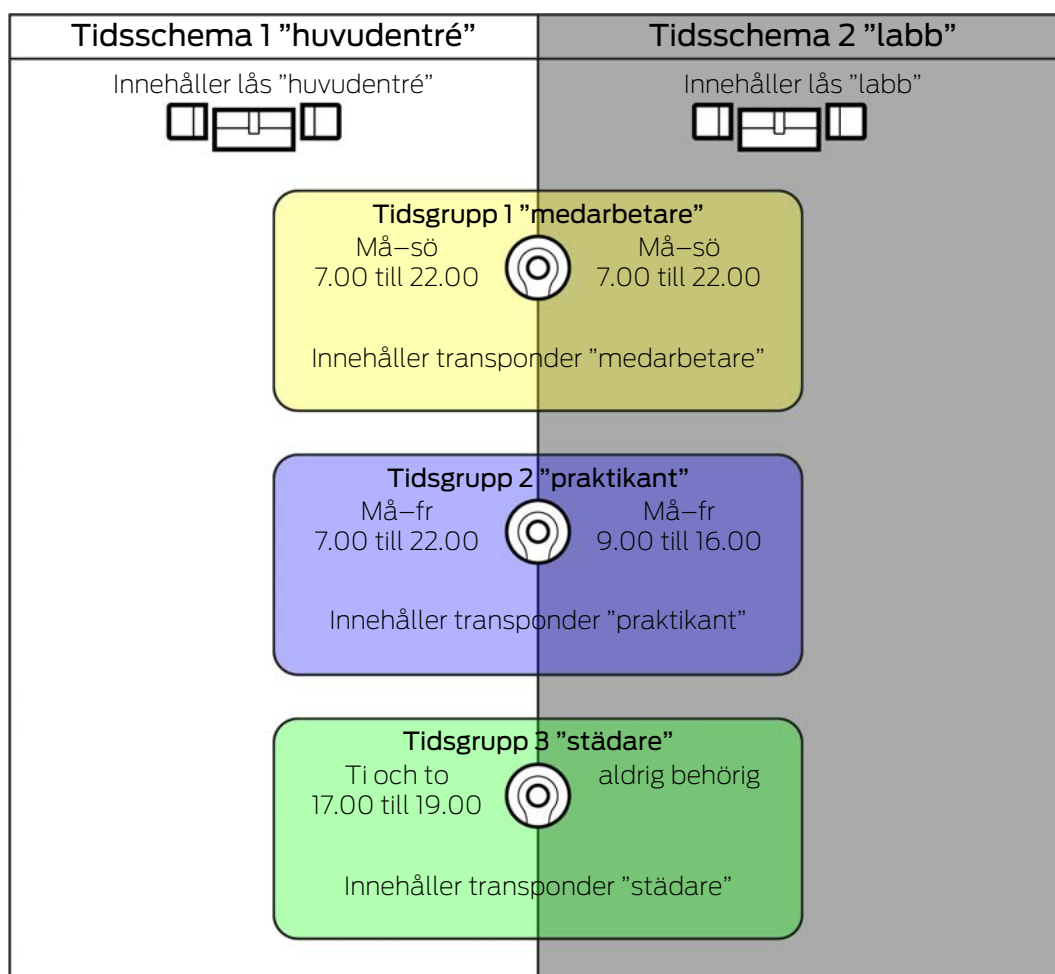 Tidsschema 1 ”huvudentré”
Tidsschema 2 ”labb”
Innehåller lås ”huvudentré”
Innehåller lås ”labb”
Tidsgrupp 1 ”medarbetare”
Må–sö
7.00 till 22.00
Må–sö
7.00 till 22.00
Innehåller transponder ”medarbetare”
Tidsgrupp 2 ”praktikant”
Må–fr
7.00 till 22.00
Må–fr
9.00 till 16.00
Innehåller transponder ”praktikant”
Tidsgrupp 3 ”städare”
Ti och to
17.00 till 19.00
aldrig behörig
Innehåller transponder ”städare”